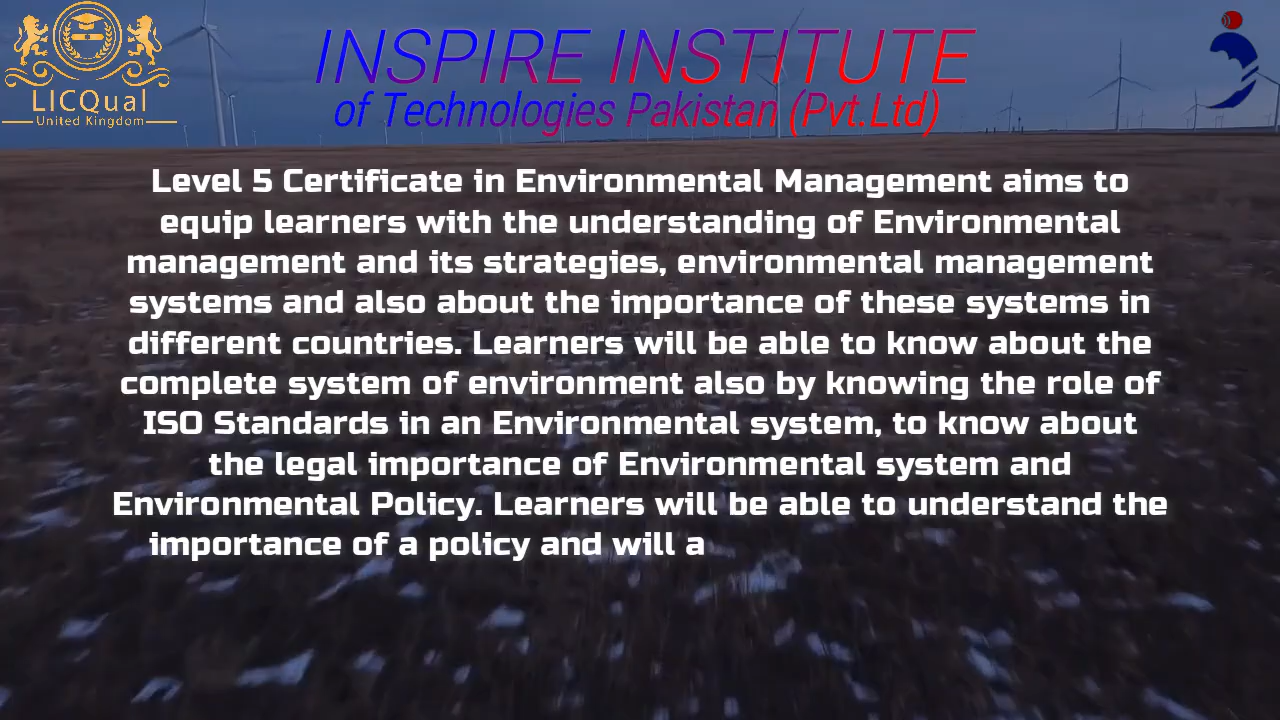 LICQual
United Kingdom
INSPIRE INSTITUTE
of Technologies Pakistan (Pvt.Ltd)
Level 5 Certificate in Environmental Management aims to
equip learners with the understanding of Environmental
management and its strategies, environmental management
systems and also about the importance of these systems in
different countries. Learners will be able to know about the
complete system of environment also by knowing the role of
ISO Standards in an Environmental system, to know about
the legal importance of Environmental system and
Environmental Policy. Learners will be able to understand the
importance of a policy and will a